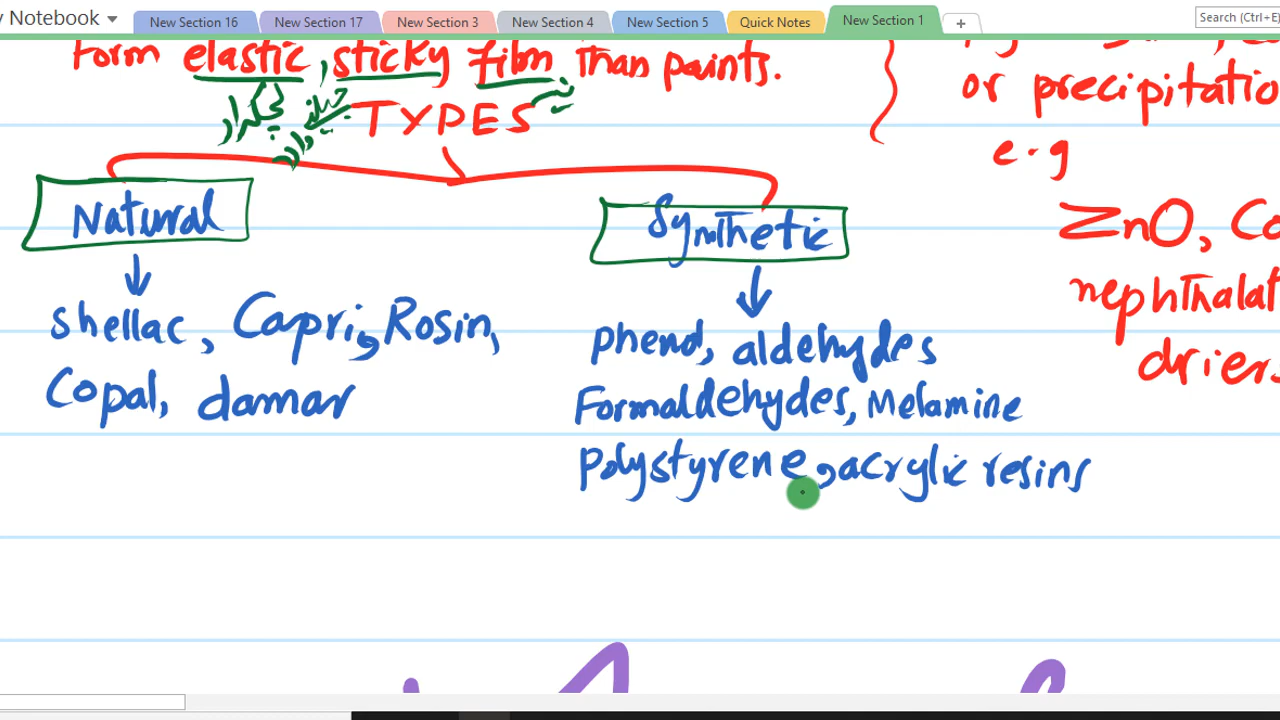 Notebook
New Section 16
New Section 17
New Section 3
New Section 4
New Section 5
Quick Notes
New Section 1
Search (Ctrl+E)
Form elastic, sticky film than paints.
لچکدار
TYPES
or precipitatio
e.g
Natural
Synthetic
ZnO, Co
shellac, Capri, Rosin,
nephthalat
Phenol, aldehydes
driers
Copal, damar
Formaldehydes, Melamine
Polystyrene, acrylic resins